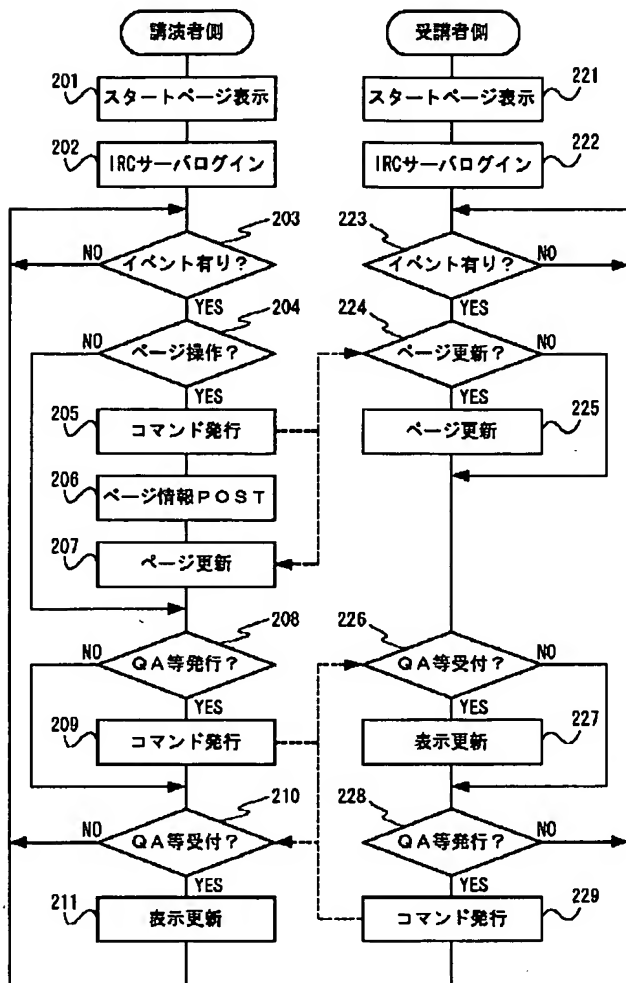 講演者側
201
スタートページ表示
202
IRCサーバログイン
203
イベント有り?
NO
YES
204
ページ操作?
NO
YES
205
コマンド発行
206
ページ情報POST
207
ページ更新
208
QA等発行?
NO
YES
209
コマンド発行
210
QA等受付?
NO
YES
211
表示更新
受講者側
221
スタートページ表示
222
IRCサーバログイン
223
イベント有り?
NO
YES
224
ページ更新?
NO
YES
225
ページ更新
226
QA等受付?
NO
YES
227
表示更新
228
QA等発行?
NO
YES
229
コマンド発行